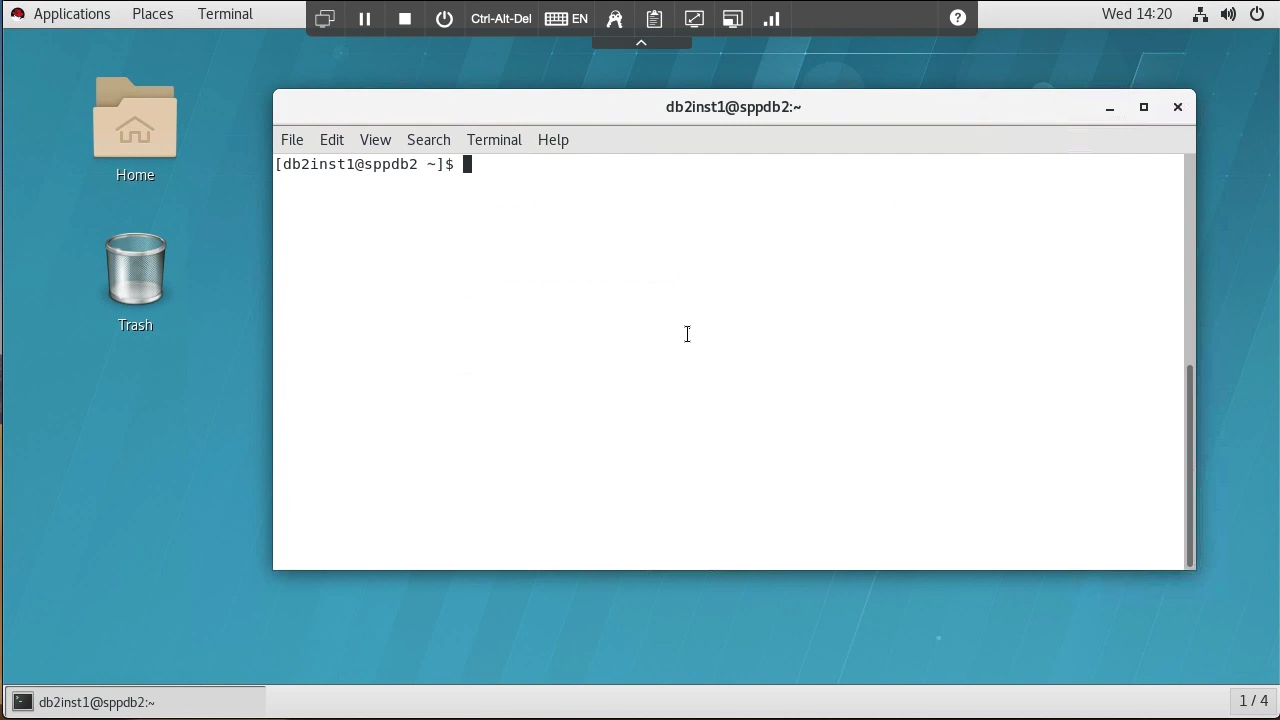 Applications Places Terminal
Ctrl-Alt-Del EN
Wed 14:20
Home
Trash
db2inst1@sppdb2:~
File Edit View Search Terminal Help
[db2inst1@sppdb2 ~]$
db2inst1@sppdb2:~
1 / 4